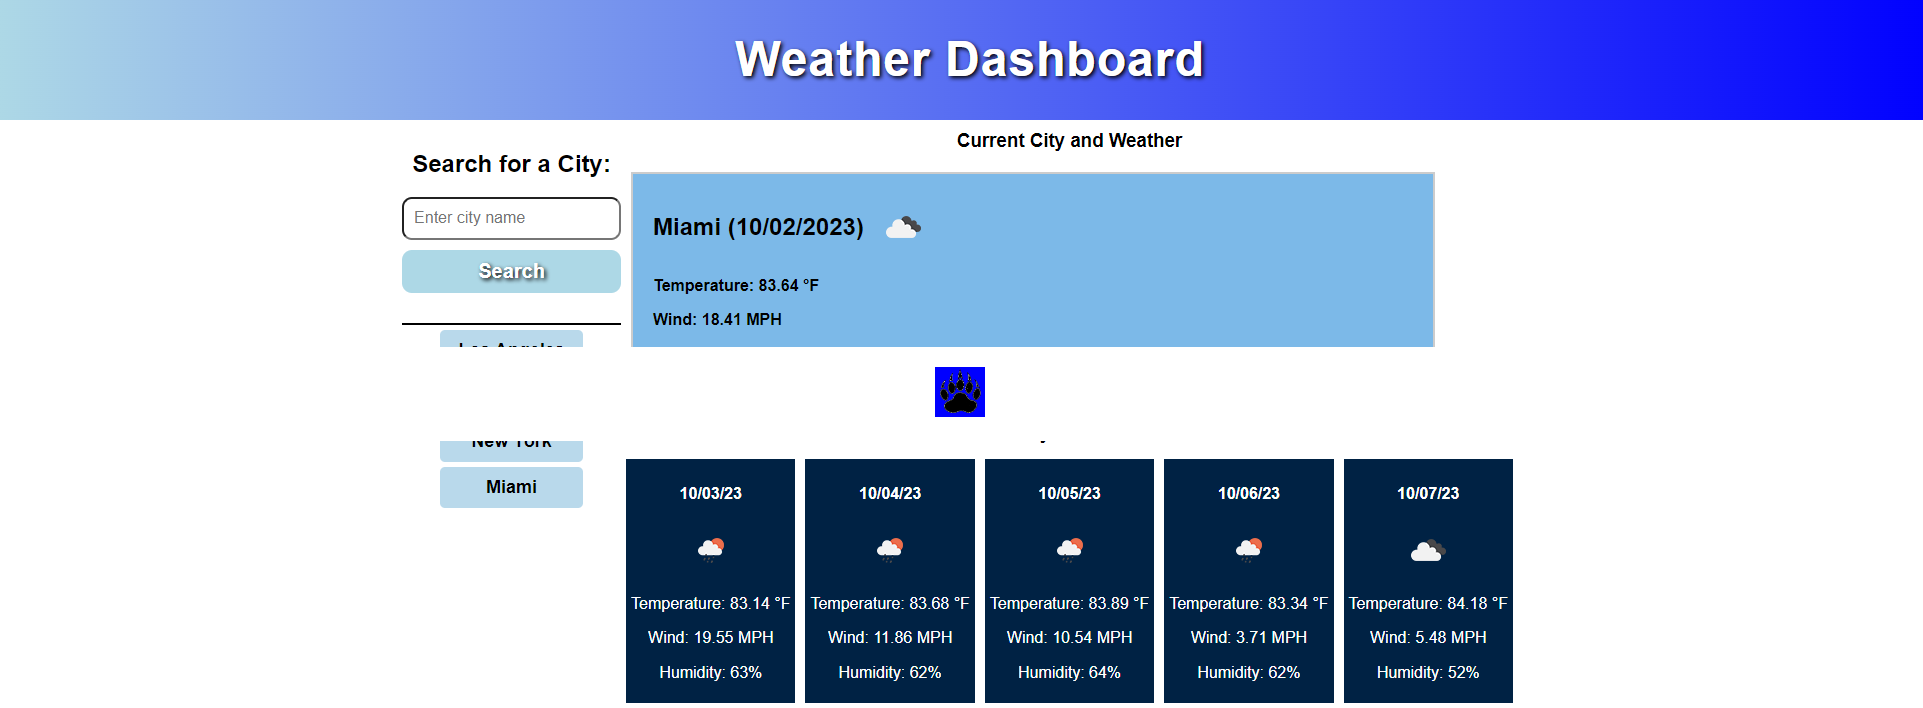 Weather Dashboard
Search for a City:
Enter city name
Search
New York
Miami
Current City and Weather
Miami (10/02/2023)
Temperature: 83.64 °F
Wind: 18.41 MPH
10/03/23
Temperature: 83.14 °F
Wind: 19.55 MPH
Humidity: 63%
10/04/23
Temperature: 83.68 °F
Wind: 11.86 MPH
Humidity: 62%
10/05/23
Temperature: 83.89 °F
Wind: 10.54 MPH
Humidity: 64%
10/06/23
Temperature: 83.34 °F
Wind: 3.71 MPH
Humidity: 62%
10/07/23
Temperature: 84.18 °F
Wind: 5.48 MPH
Humidity: 52%